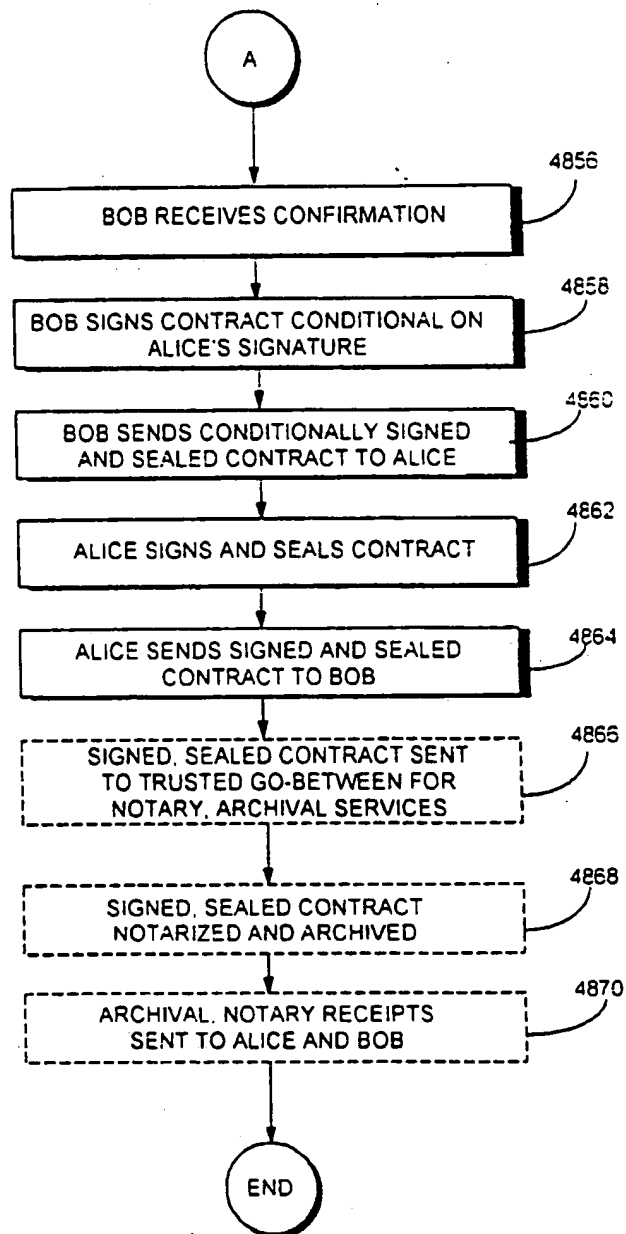 A
4856
BOB RECEIVES CONFIRMATION
4858
BOB SIGNS CONTRACT CONDITIONAL ON
ALICE'S SIGNATURE
4860
BOB SENDS CONDITIONALLY SIGNED
AND SEALED CONTRACT TO ALICE
4862
ALICE SIGNS AND SEALS CONTRACT
4864
ALICE SENDS SIGNED AND SEALED
CONTRACT TO BOB
4866
SIGNED, SEALED CONTRACT SENT
TO TRUSTED GO-BETWEEN FOR
NOTARY, ARCHIVAL SERVICES
4868
SIGNED, SEALED CONTRACT
NOTARIZED AND ARCHIVED
4870
ARCHIVAL, NOTARY RECEIPTS
SENT TO ALICE AND BOB
END